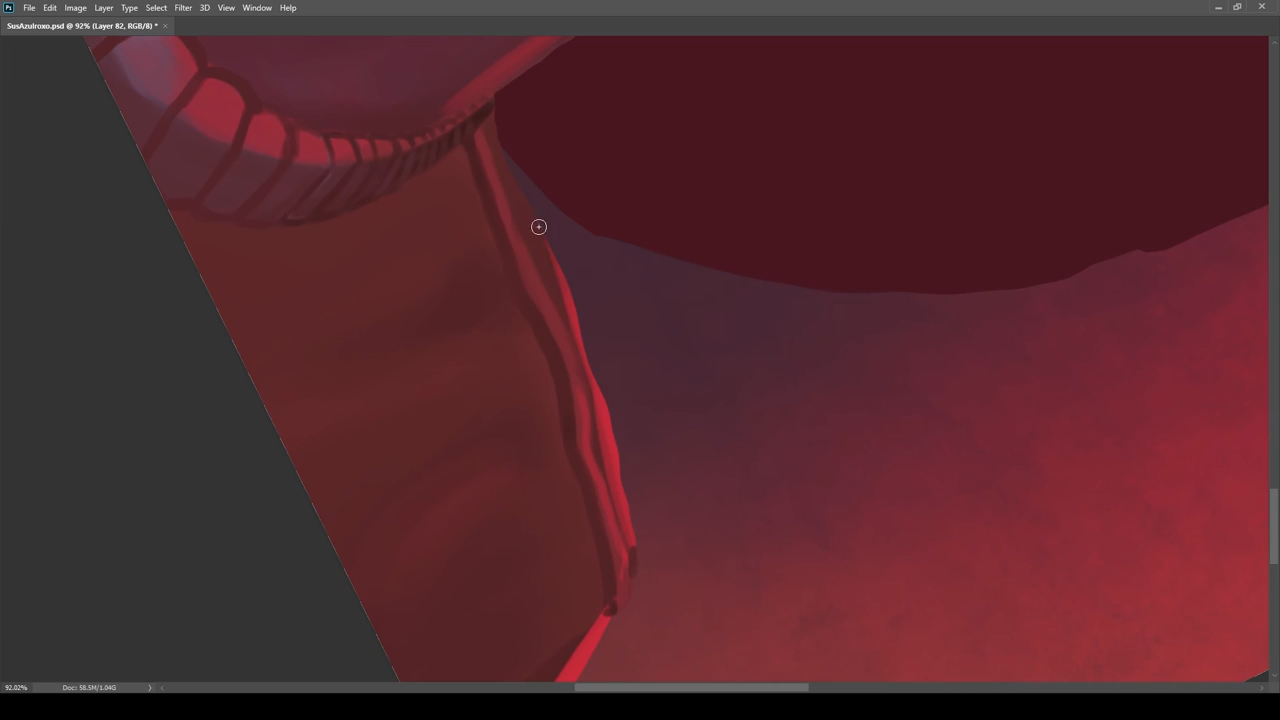 Ps File Edit Image Layer Type Select Filter 3D View Window Help
SusAzulroxo.psd @ 92% (Layer 82, RGB/8) * ×
92.02% Doc: 58.5M/1.04G